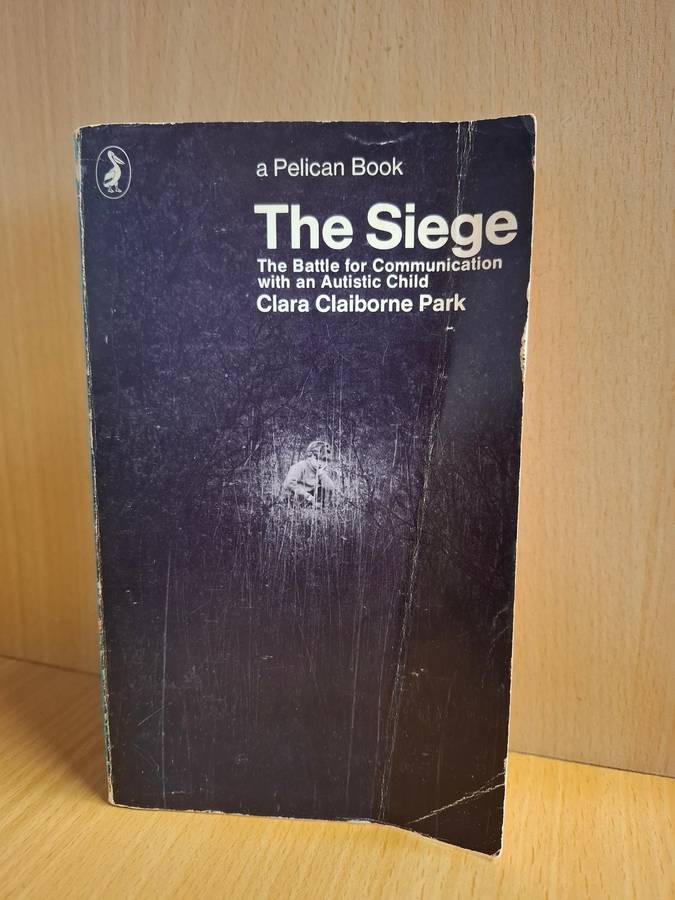 a Pelican Book
The Siege
The Battle for Communication
with an Autistic Child
Clara Claiborne Park